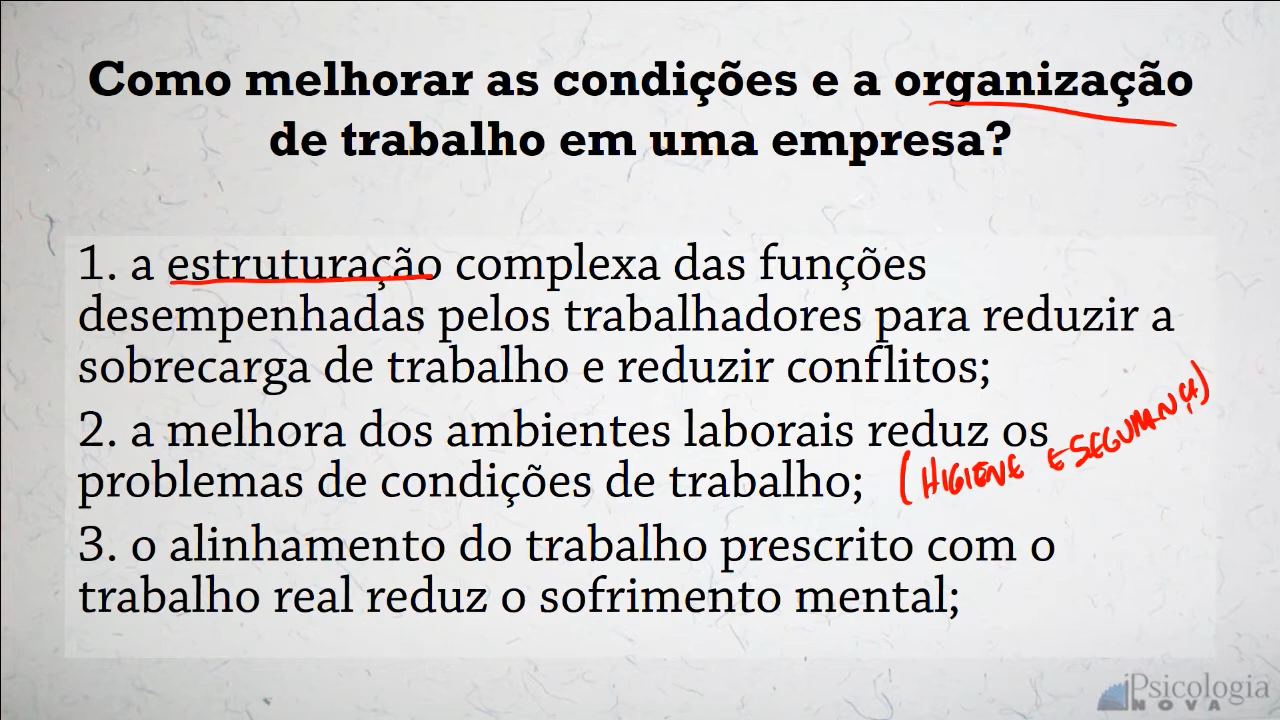 Como melhorar as condições e a organização
de trabalho em uma empresa?
1. a estruturação complexa das funções
desempenhadas pelos trabalhadores para reduzir a
sobrecarga de trabalho e reduzir conflitos;
2. a melhora dos ambientes laborais reduz os
problemas de condições de trabalho;
(HIGIENE E SEGURANÇA)
3. o alinhamento do trabalho prescrito com o
trabalho real reduz o sofrimento mental;
Psicologia
NOVA